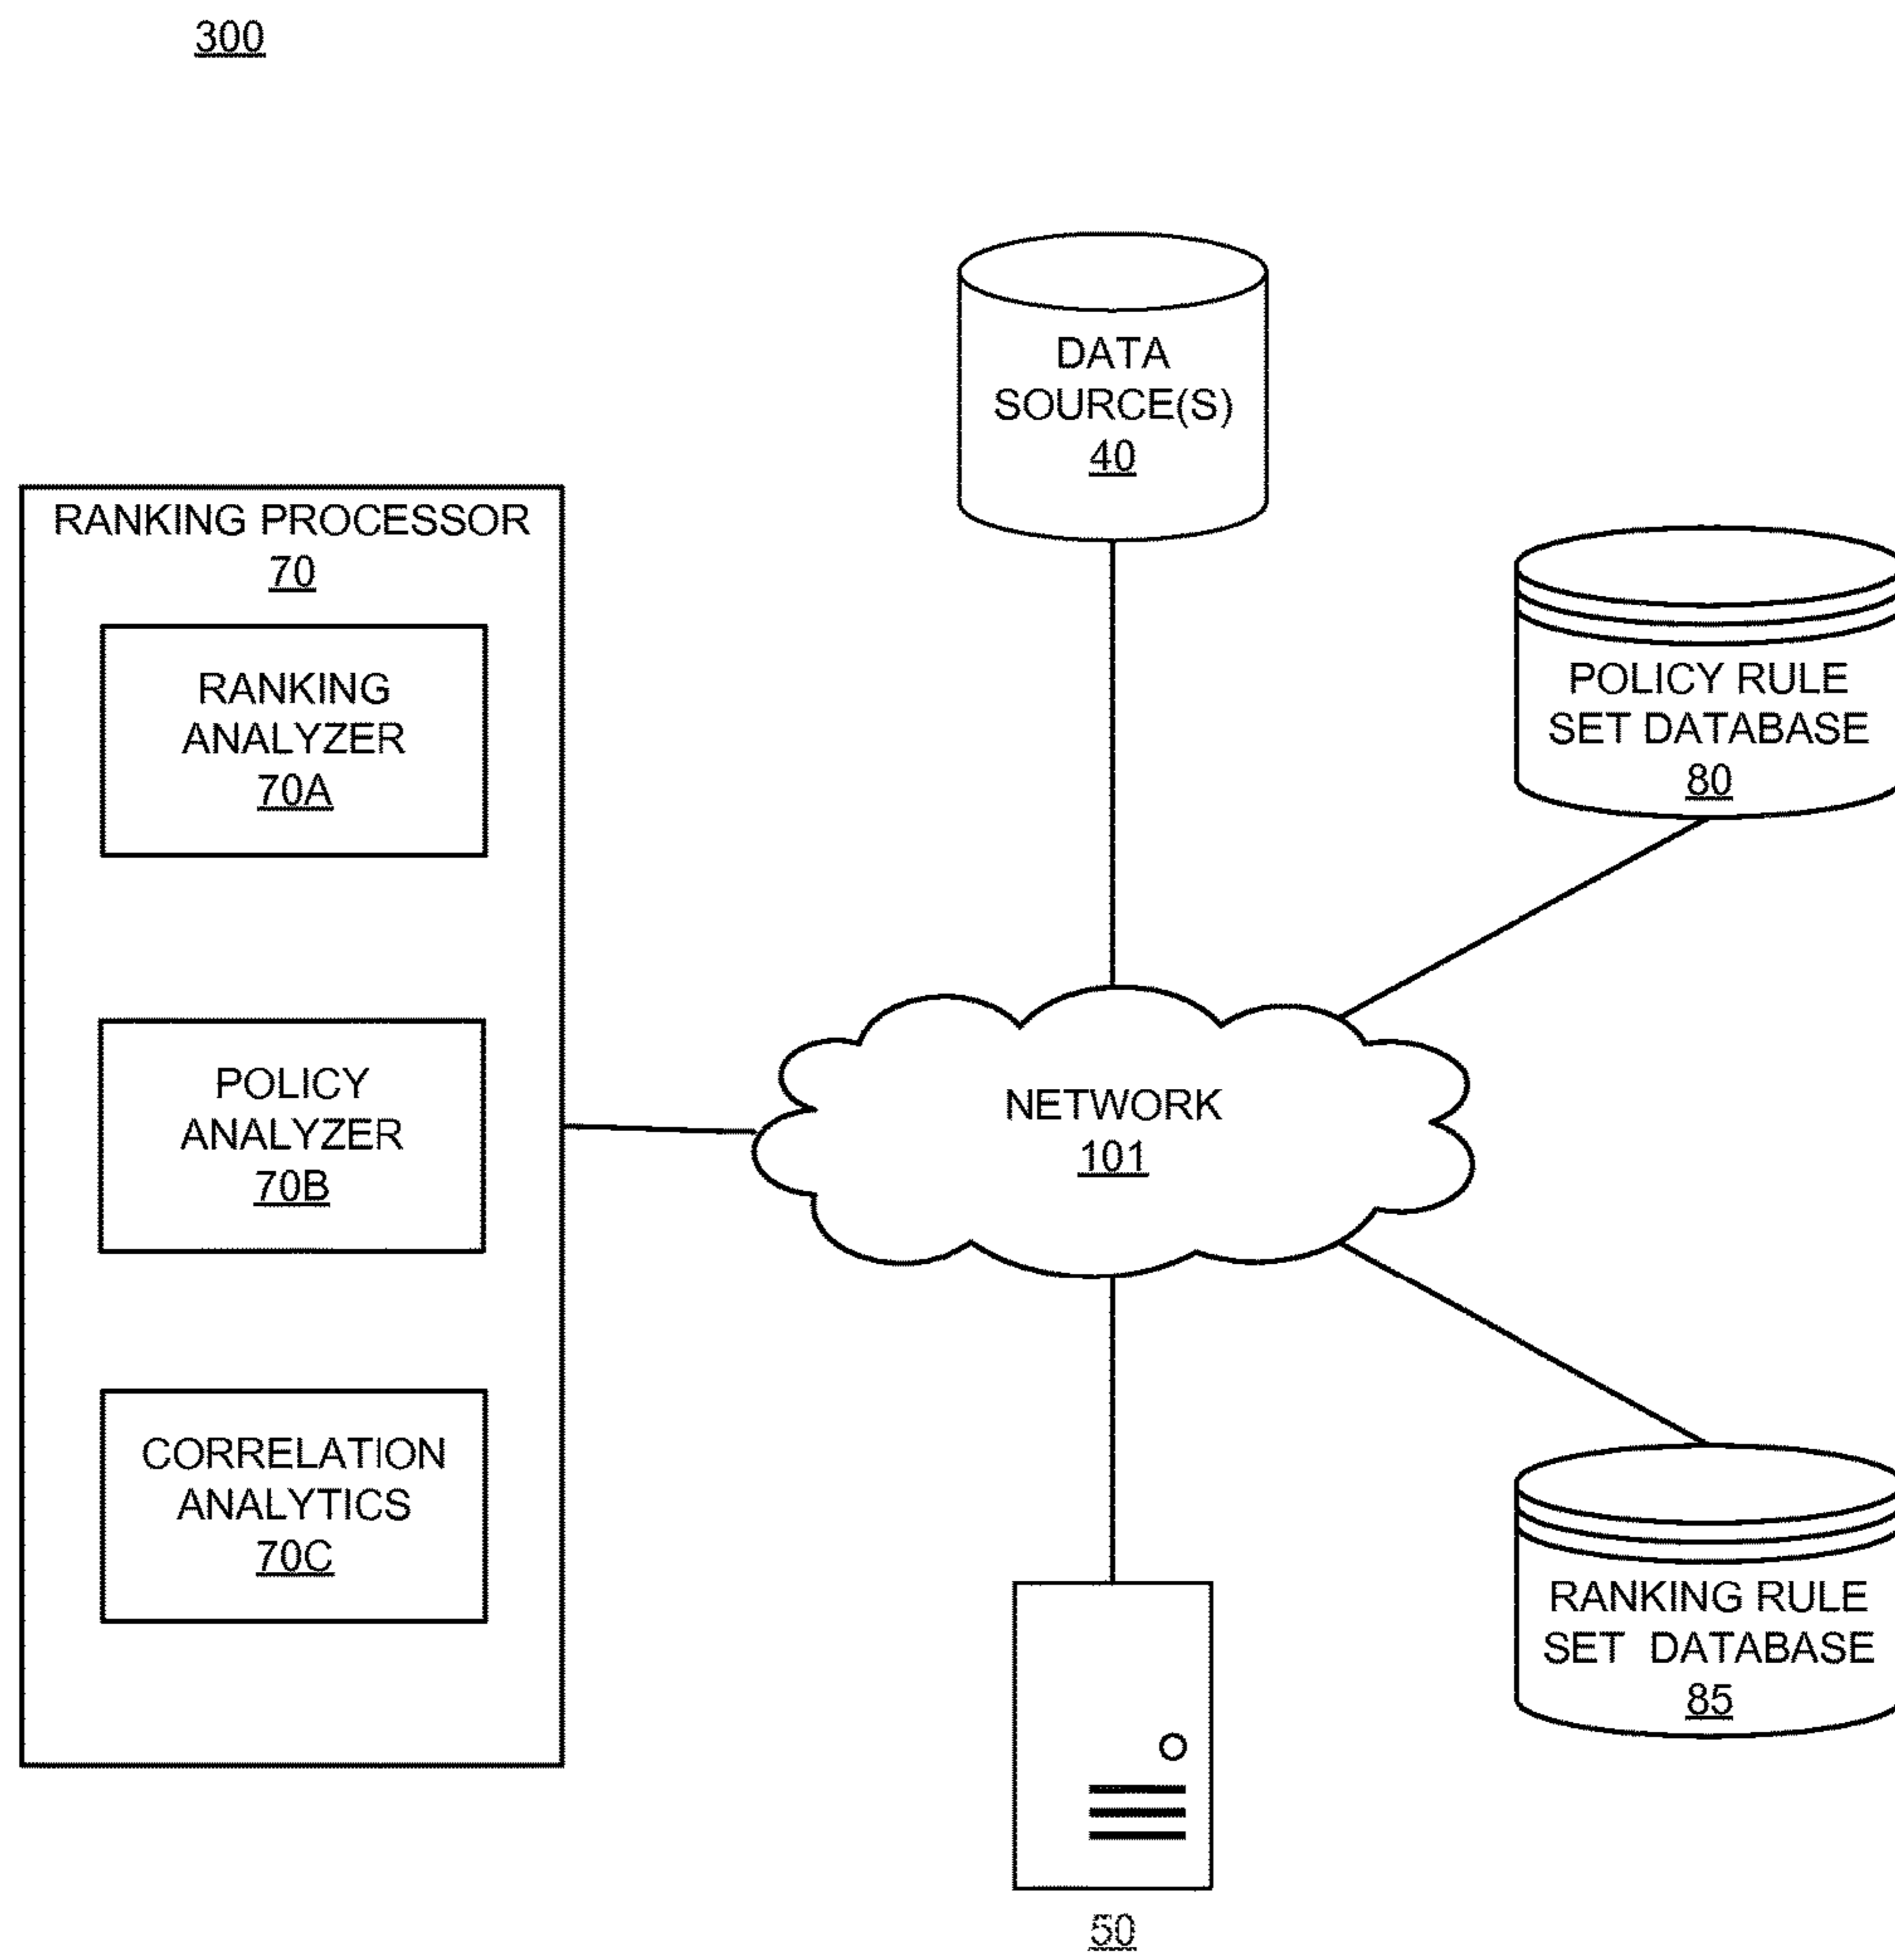 300
DATA
SOURCE(S)
40
RANKING PROCESSOR
70
RANKING
ANALYZER
70A
POLICY RULE
SET DATABASE
80
POLICY
ANALYZER
70B
NETWORK
101
CORRELATION
ANALYTICS
70C
RANKING RULE
SET DATABASE
85
50